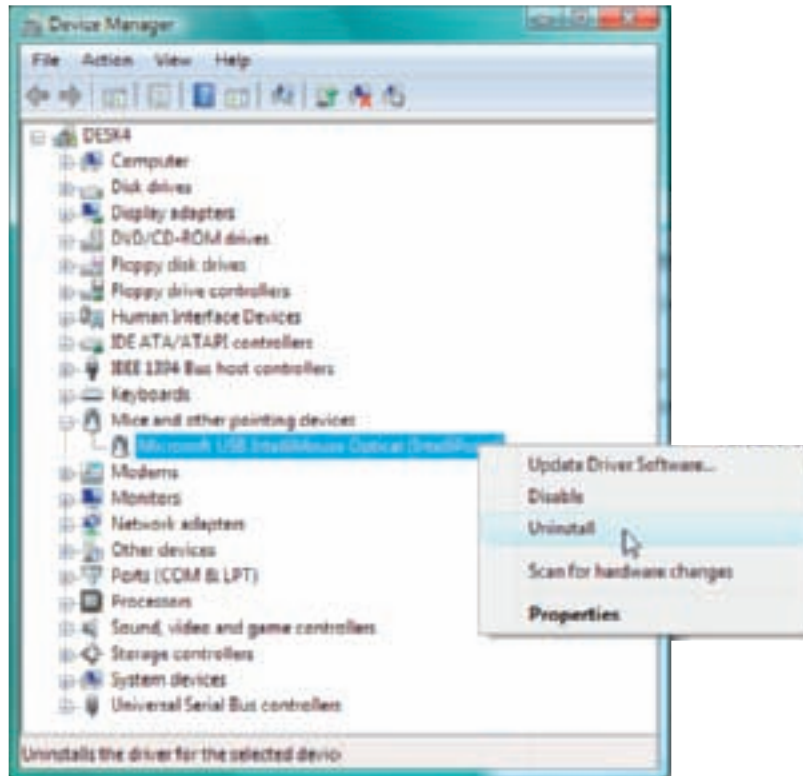 Device Manager
File Action View Help
DESK4
Computer
Disk drives
Display adapters
DVD/CD-ROM drives
Floppy disk drives
Floppy drive controllers
Human Interface Devices
IDE ATA/ATAPI controllers
IEEE 1394 Bus host controllers
Keyboards
Mice and other pointing devices
Microsoft USB IntelliMouse Optical
Modems
Monitors
Network adapters
Other devices
Ports (COM & LPT)
Processors
Sound, video and game controllers
Storage controllers
System devices
Universal Serial Bus controllers
Update Driver Software...
Disable
Uninstall
Scan for hardware changes
Properties
Uninstalls the driver for the selected device